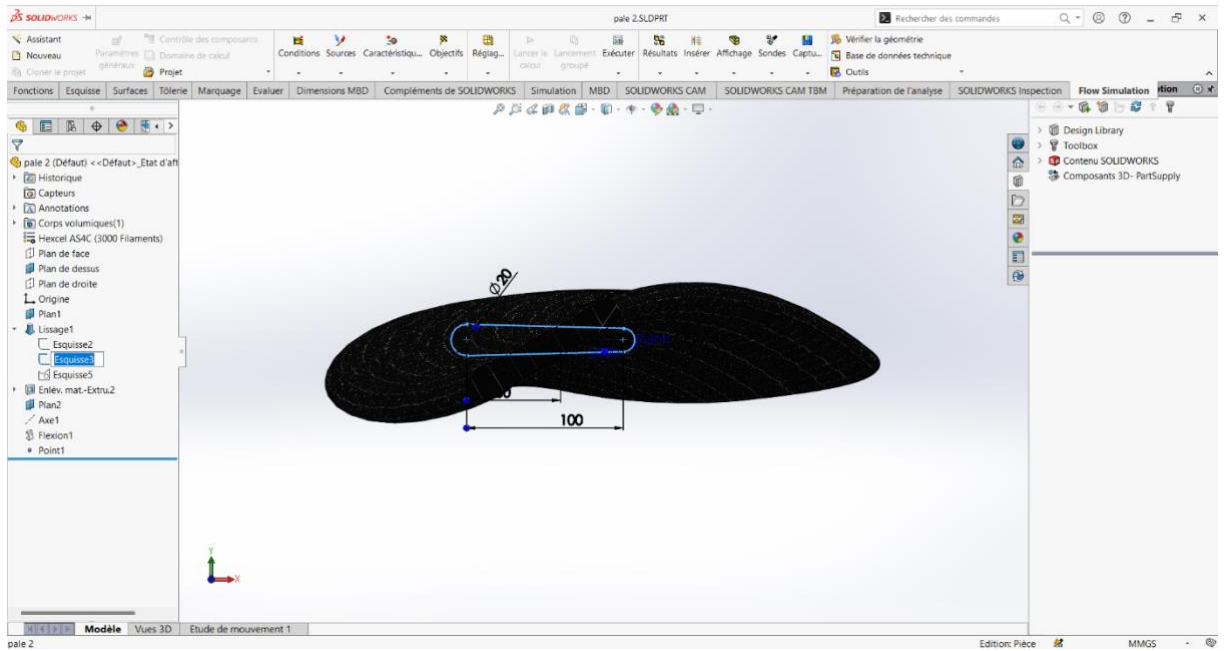 SOLIDWORKS
pale 2.SLDPRT
Rechercher des commandes
Assistant
Nouveau
Cloner le projet
Paramètres généraux
Contrôle des composants
Domaine de calcul
Projet
Conditions
Sources
Caractéristiqu...
Objectifs
Réglag...
Lancer le calcul
Lancement groupé
Exécuter
Résultats
Insérer
Affichage
Sondes
Captu...
Vérifier la géométrie
Base de données technique
Outils
Fonctions
Esquisse
Surfaces
Tôlerie
Marquage
Evaluer
Dimensions MBD
Compléments de SOLIDWORKS
Simulation
MBD
SOLIDWORKS CAM
SOLIDWORKS CAM TBM
Préparation de l'analyse
SOLIDWORKS Inspection
Flow Simulation
tion
pale 2 (Défaut) <<Défaut>_Etat d'aff
Historique
Capteurs
Annotations
Corps volumiques(1)
Hexcel AS4C (3000 Filaments)
Plan de face
Plan de dessus
Plan de droite
Origine
Plan1
Lissage1
Esquisse2
Esquisse3
Esquisse5
Enlèv. mat.-Extru.2
Plan2
Axe1
Flexion1
Point1
Design Library
Toolbox
Contenu SOLIDWORKS
Composants 3D- PartSupply
Ø20
100
Y
X
Modèle
Vues 3D
Etude de mouvement 1
pale 2
Edition: Pièce
MMGS